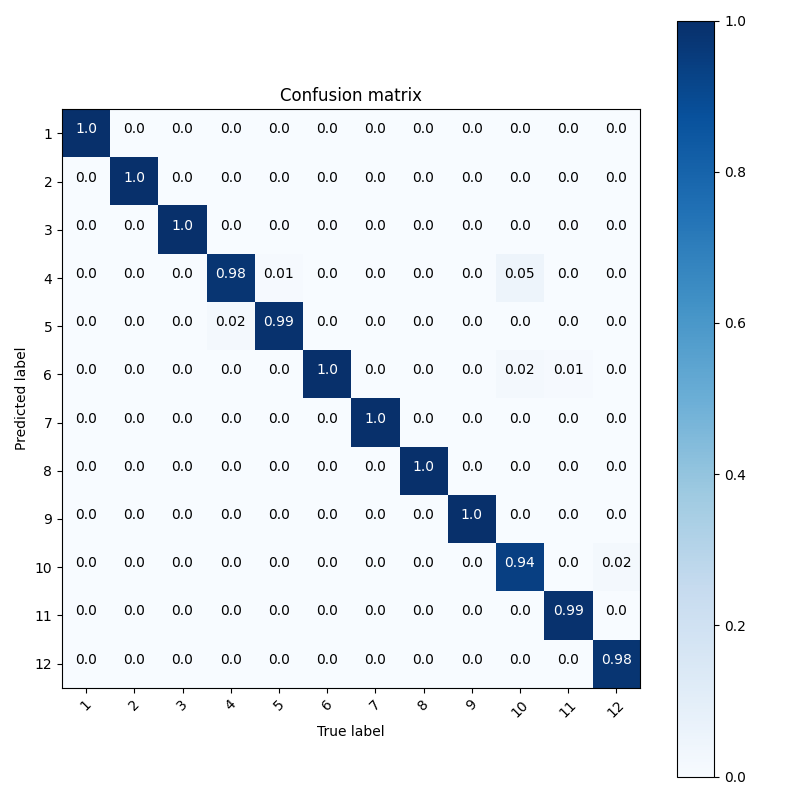 Confusion matrix
1.0
1 1.0 0.0 0.0 0.0 0.0 0.0 0.0 0.0 0.0 0.0 0.0 0.0
2 0.0 1.0 0.0 0.0 0.0 0.0 0.0 0.0 0.0 0.0 0.0 0.0
0.8
3 0.0 0.0 1.0 0.0 0.0 0.0 0.0 0.0 0.0 0.0 0.0 0.0
4 0.0 0.0 0.0 0.98 0.01 0.0 0.0 0.0 0.0 0.05 0.0 0.0
5 0.0 0.0 0.0 0.02 0.99 0.0 0.0 0.0 0.0 0.0 0.0 0.0
0.6
6 0.0 0.0 0.0 0.0 0.0 1.0 0.0 0.0 0.0 0.02 0.01 0.0
Predicted label
7 0.0 0.0 0.0 0.0 0.0 0.0 1.0 0.0 0.0 0.0 0.0 0.0
8 0.0 0.0 0.0 0.0 0.0 0.0 0.0 1.0 0.0 0.0 0.0 0.0
0.4
9 0.0 0.0 0.0 0.0 0.0 0.0 0.0 0.0 1.0 0.0 0.0 0.0
10 0.0 0.0 0.0 0.0 0.0 0.0 0.0 0.0 0.0 0.94 0.0 0.02
11 0.0 0.0 0.0 0.0 0.0 0.0 0.0 0.0 0.0 0.0 0.99 0.0
0.2
12 0.0 0.0 0.0 0.0 0.0 0.0 0.0 0.0 0.0 0.0 0.0 0.98
1 2 3 4 5 6 7 8 9 10 11 12
True label
0.0